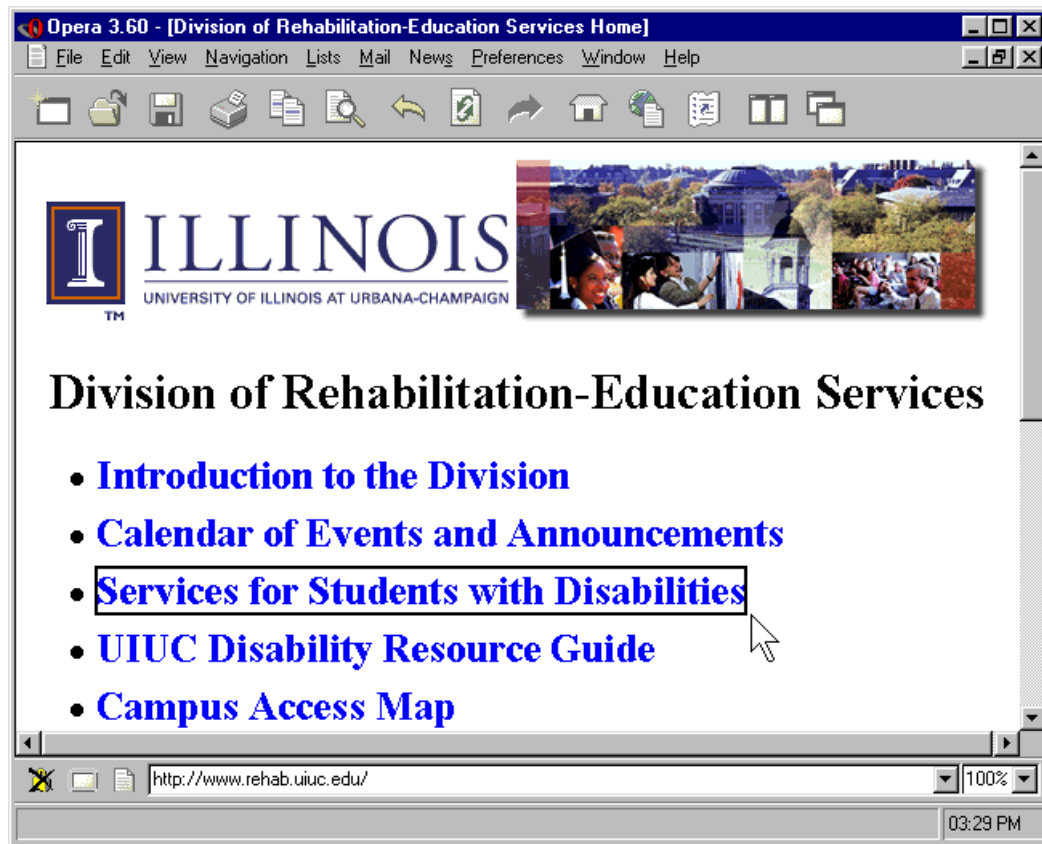 Opera 3.60 - [Division of Rehabilitation-Education Services Home]
File Edit View Navigation Lists Mail News Preferences Window Help
I ILLINOIS
UNIVERSITY OF ILLINOIS AT URBANA-CHAMPAIGN
TM
Division of Rehabilitation-Education Services
• Introduction to the Division
• Calendar of Events and Announcements
• Services for Students with Disabilities
• UIUC Disability Resource Guide
• Campus Access Map
http://www.rehab.uiuc.edu/ 100%
03:29 PM